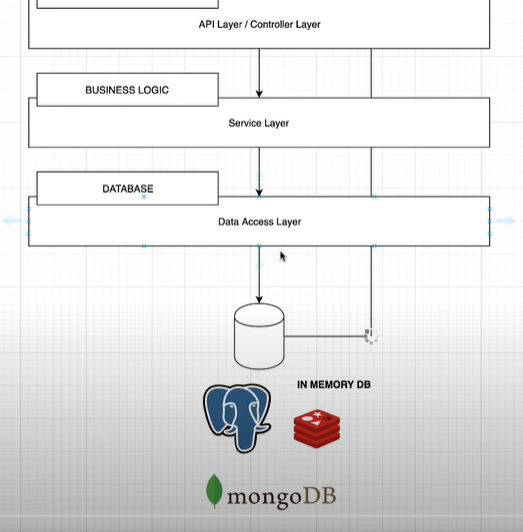 API Layer / Controller Layer
BUSINESS LOGIC
Service Layer
DATABASE
Data Access Layer
IN MEMORY DB
mongoDB